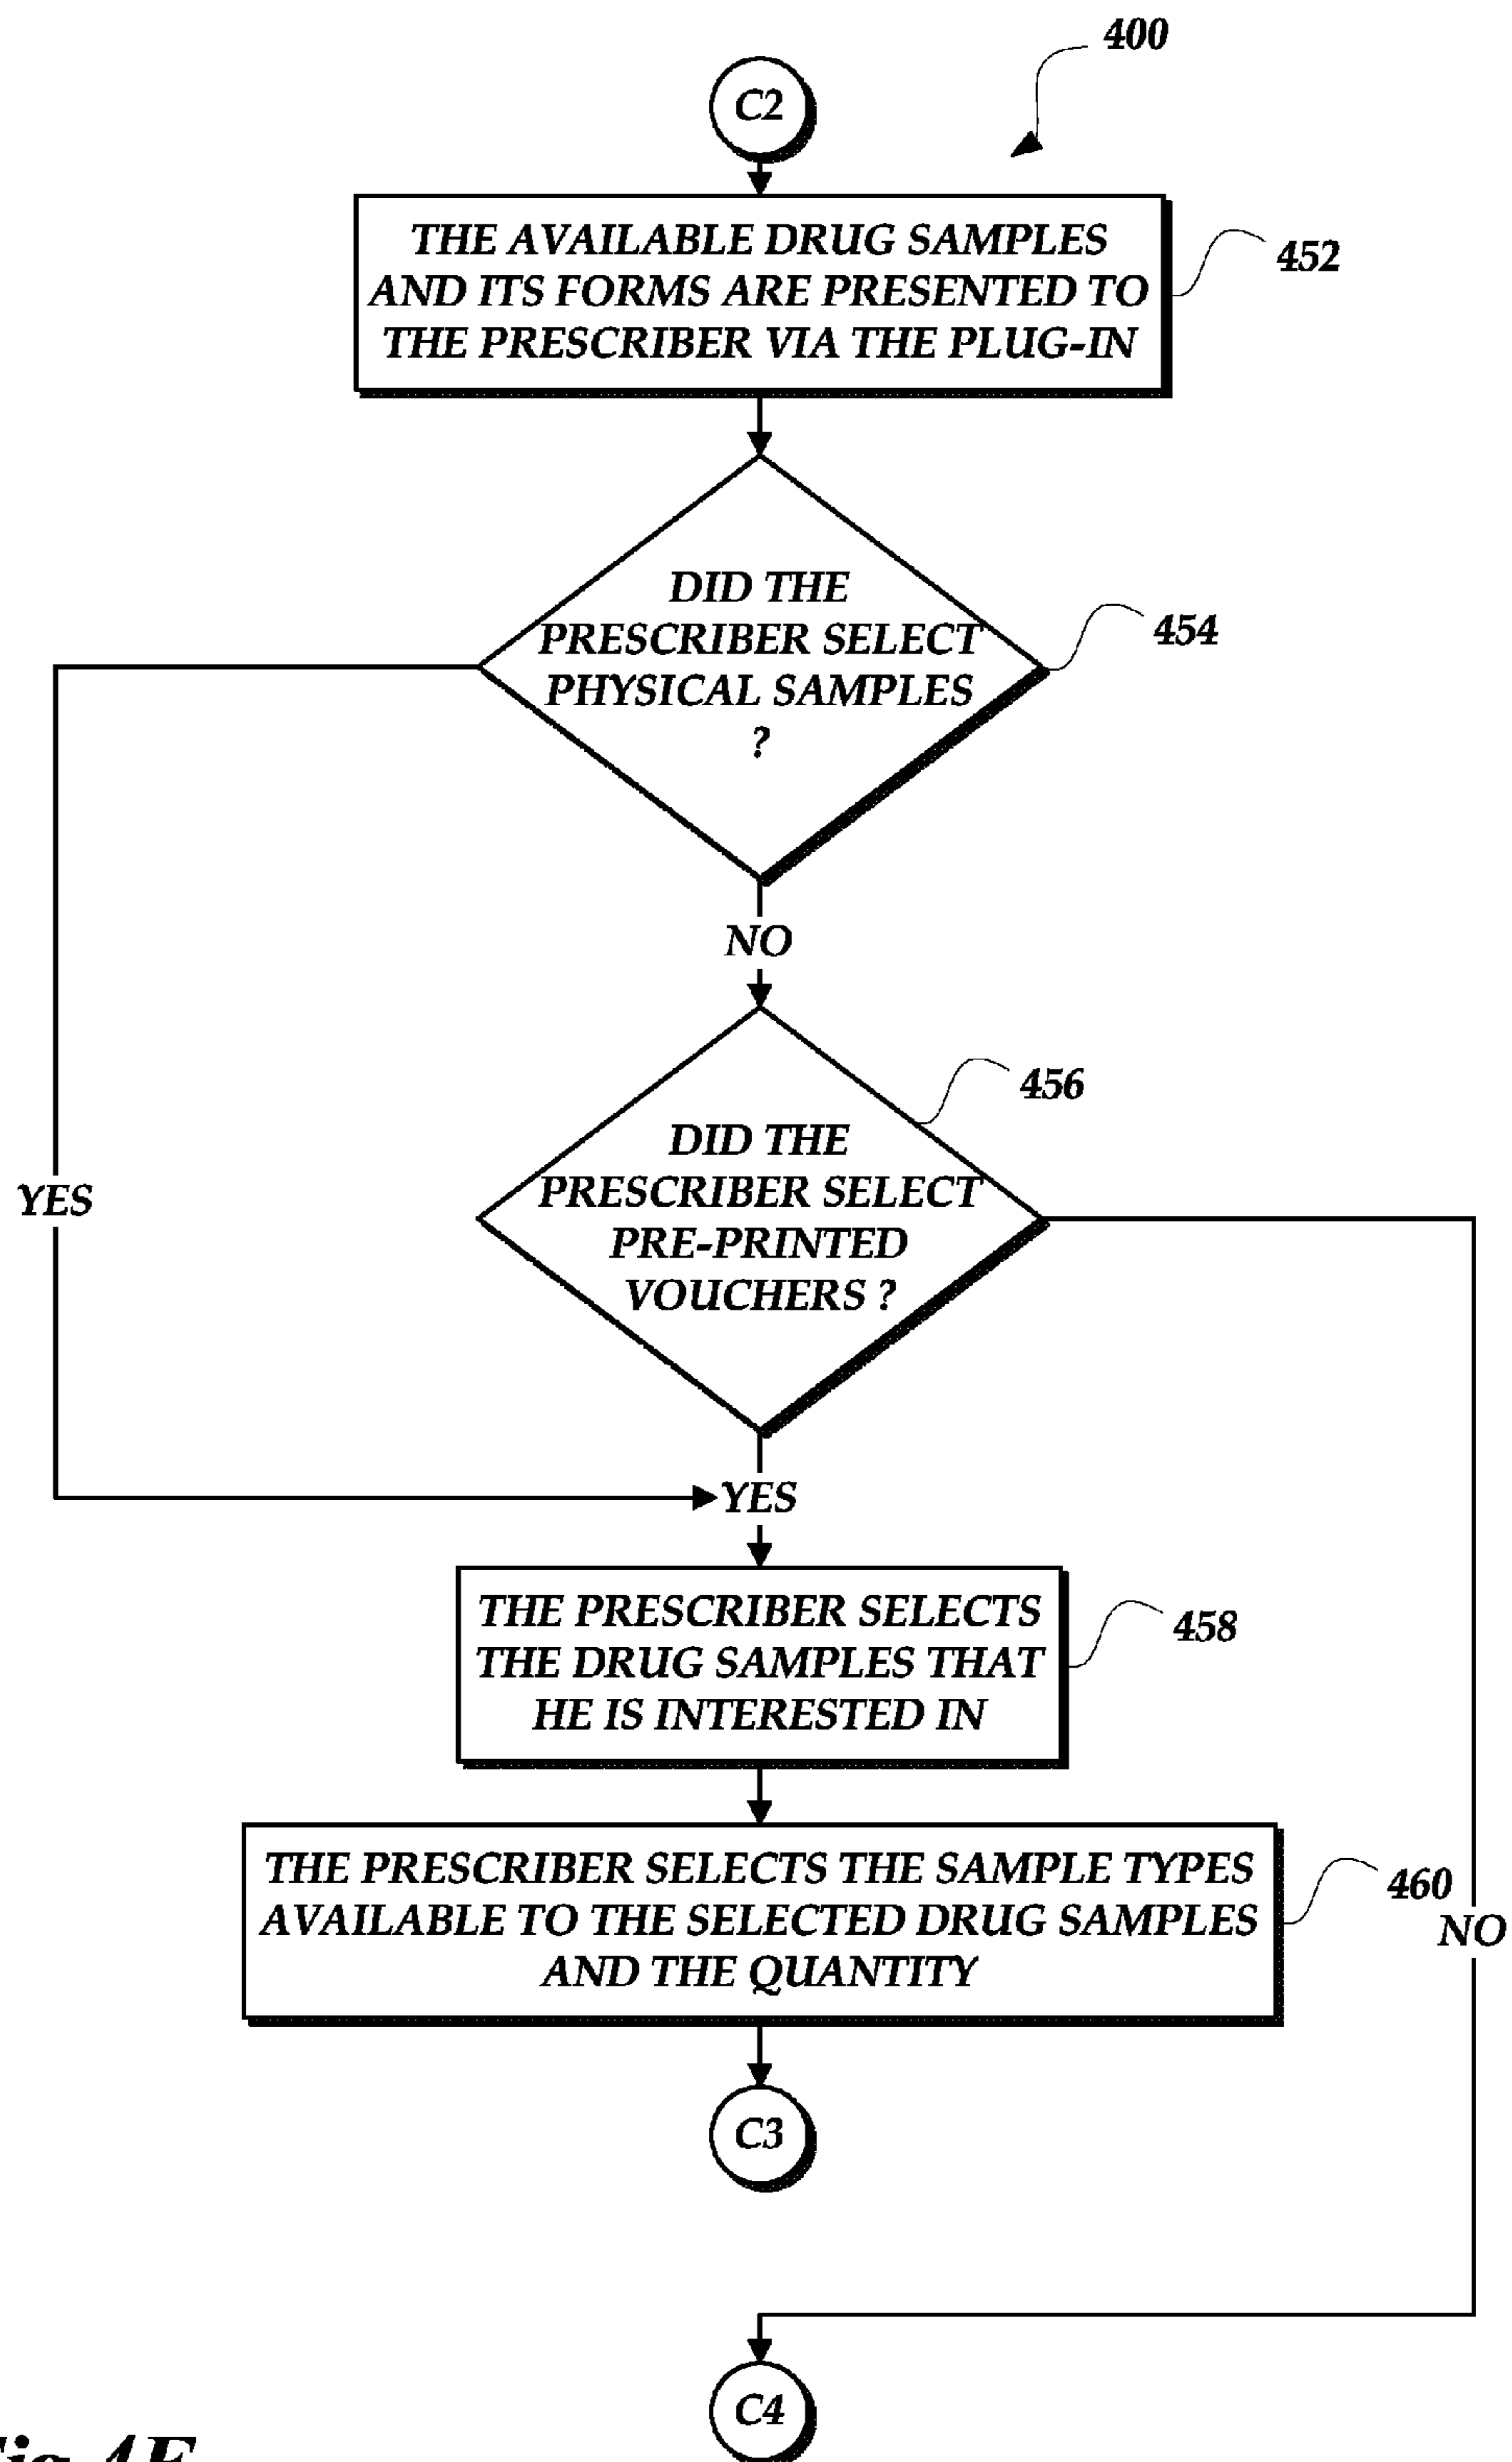 400
C2
THE AVAILABLE DRUG SAMPLES
AND ITS FORMS ARE PRESENTED TO
THE PRESCRIBER VIA THE PLUG-IN
452
DID THE
PRESCRIBER SELECT
PHYSICAL SAMPLES
?
454
NO
DID THE
PRESCRIBER SELECT
PRE-PRINTED
VOUCHERS ?
456
YES
YES
THE PRESCRIBER SELECTS
THE DRUG SAMPLES THAT
HE IS INTERESTED IN
458
THE PRESCRIBER SELECTS THE SAMPLE TYPES
AVAILABLE TO THE SELECTED DRUG SAMPLES
AND THE QUANTITY
460
NO
C3
C4